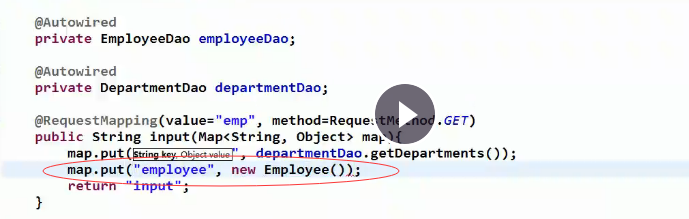 @Autowired
private EmployeeDao employeeDao;
@Autowired
private DepartmentDao departmentDao;
@RequestMapping(value="emp", method=RequestMethod.GET)
public String input(Map<String, Object> map){
map.put(String key, Object value", departmentDao.getDepartments());
map.put("employee", new Employee());
return "input";
}